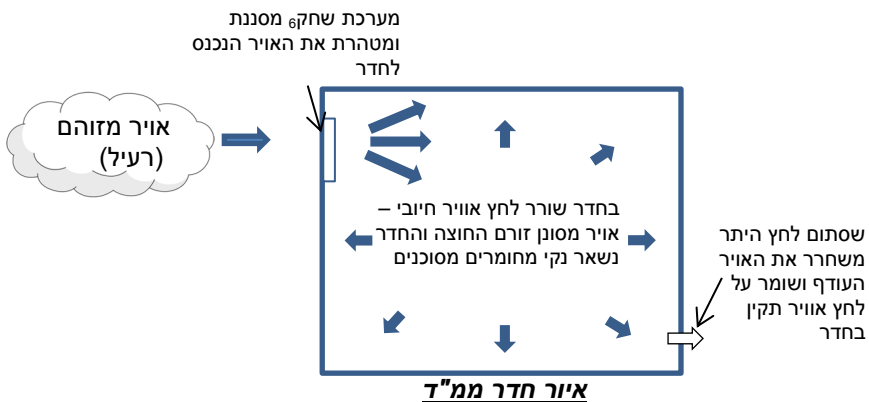 מערכת שחק6 מסננת
ומטהרת את האויר הנכנס
לחדר
אויר מזוהם
(רעיל)
בחדר שורר לחץ אוויר חיובי –
אויר מסונן זורם החוצה והחדר
נשאר נקי מחומרים מסוכנים
שסתום לחץ היתר
משחרר את האויר
העודף ושומר על
לחץ אוויר תקין
בחדר
איור חדר ממ"ד